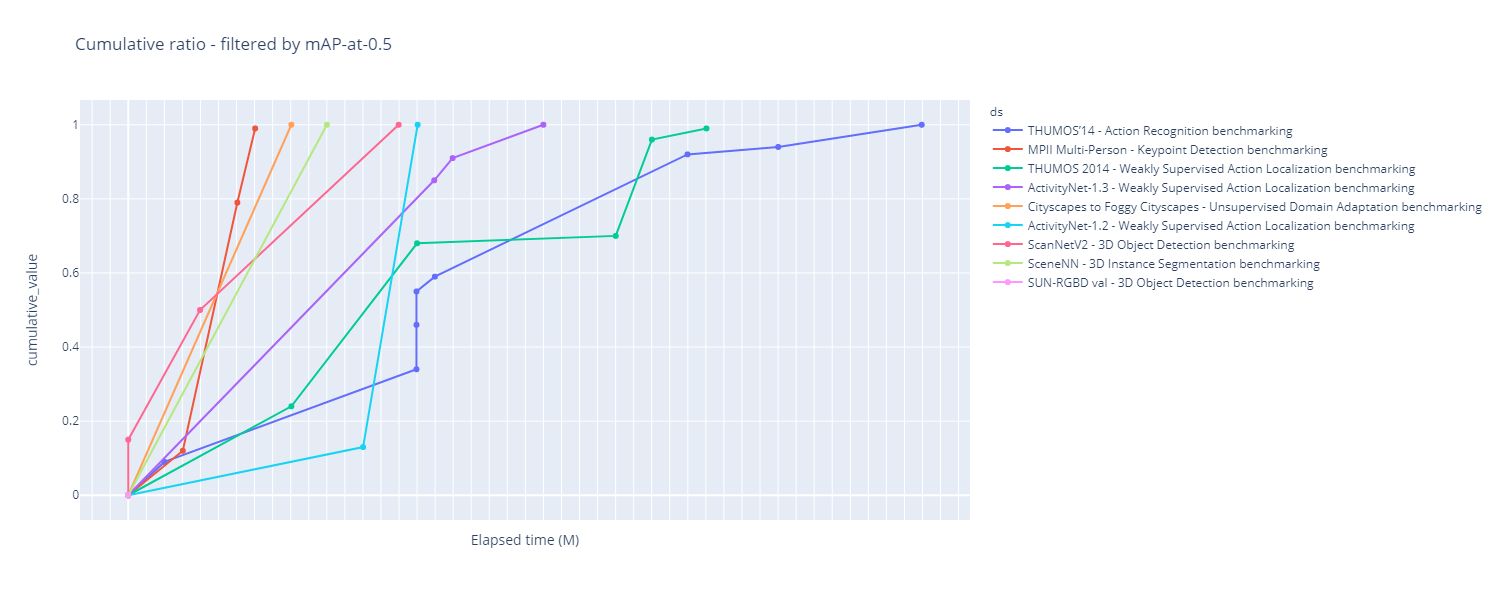 Cumulative ratio - filtered by mAP-at-0.5
ds
THUMOS'14 - Action Recognition benchmarking
MPII Multi-Person - Keypoint Detection benchmarking
THUMOS 2014 - Weakly Supervised Action Localization benchmarking
ActivityNet-1.3 - Weakly Supervised Action Localization benchmarking
Cityscapes to Foggy Cityscapes - Unsupervised Domain Adaptation benchmarking
ActivityNet-1.2 - Weakly Supervised Action Localization benchmarking
ScanNetV2 - 3D Object Detection benchmarking
SceneNN - 3D Instance Segmentation benchmarking
SUN-RGBD val - 3D Object Detection benchmarking
1
0.8
0.6
0.4
0.2
0
cumulative_value
Elapsed time (M)